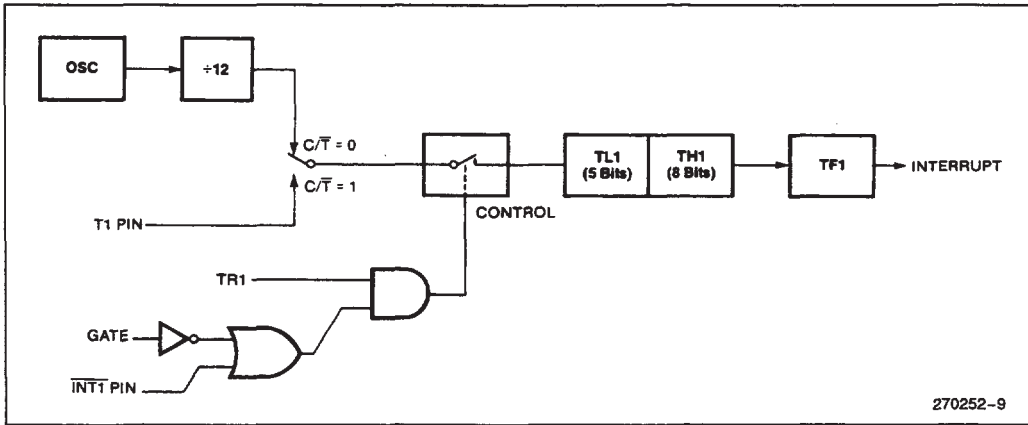 OSC
÷12
C/T̅ = 0
C/T̅ = 1
T1 PIN
CONTROL
TL1
(5 Bits)
TH1
(8 Bits)
TF1
INTERRUPT
TR1
GATE
I̅N̅T̅1̅ PIN
270252-9